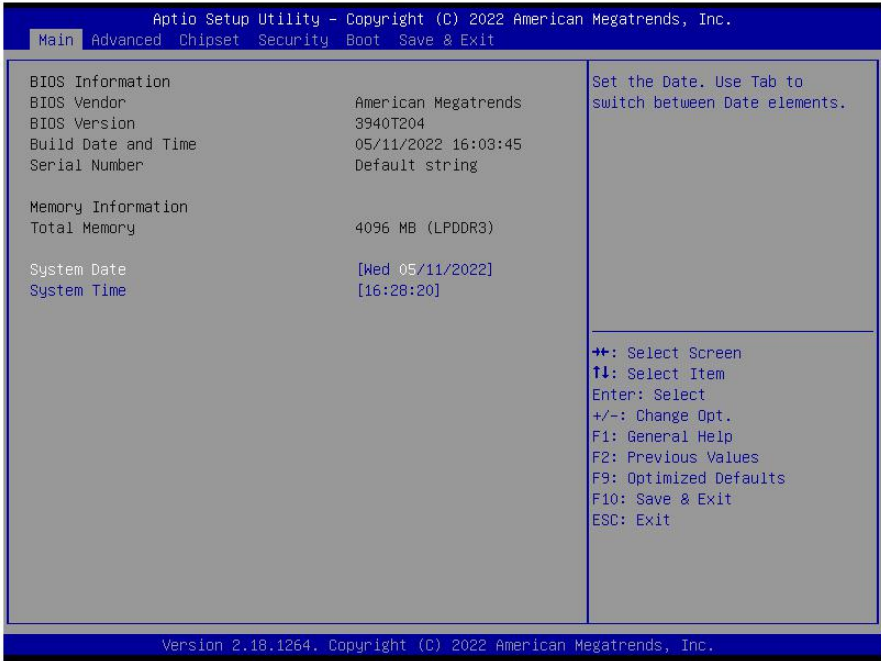 Aptio Setup Utility – Copyright (C) 2022 American Megatrends, Inc.
Main Advanced Chipset Security Boot Save & Exit
BIOS Information
BIOS Vendor American Megatrends
BIOS Version 3940T204
Build Date and Time 05/11/2022 16:03:45
Serial Number Default string
Memory Information
Total Memory 4096 MB (LPDDR3)
System Date [Wed 05/11/2022]
System Time [16:28:20]
Set the Date. Use Tab to
switch between Date elements.
→←: Select Screen
↑↓: Select Item
Enter: Select
+/-: Change Opt.
F1: General Help
F2: Previous Values
F9: Optimized Defaults
F10: Save & Exit
ESC: Exit
Version 2.18.1264. Copyright (C) 2022 American Megatrends, Inc.